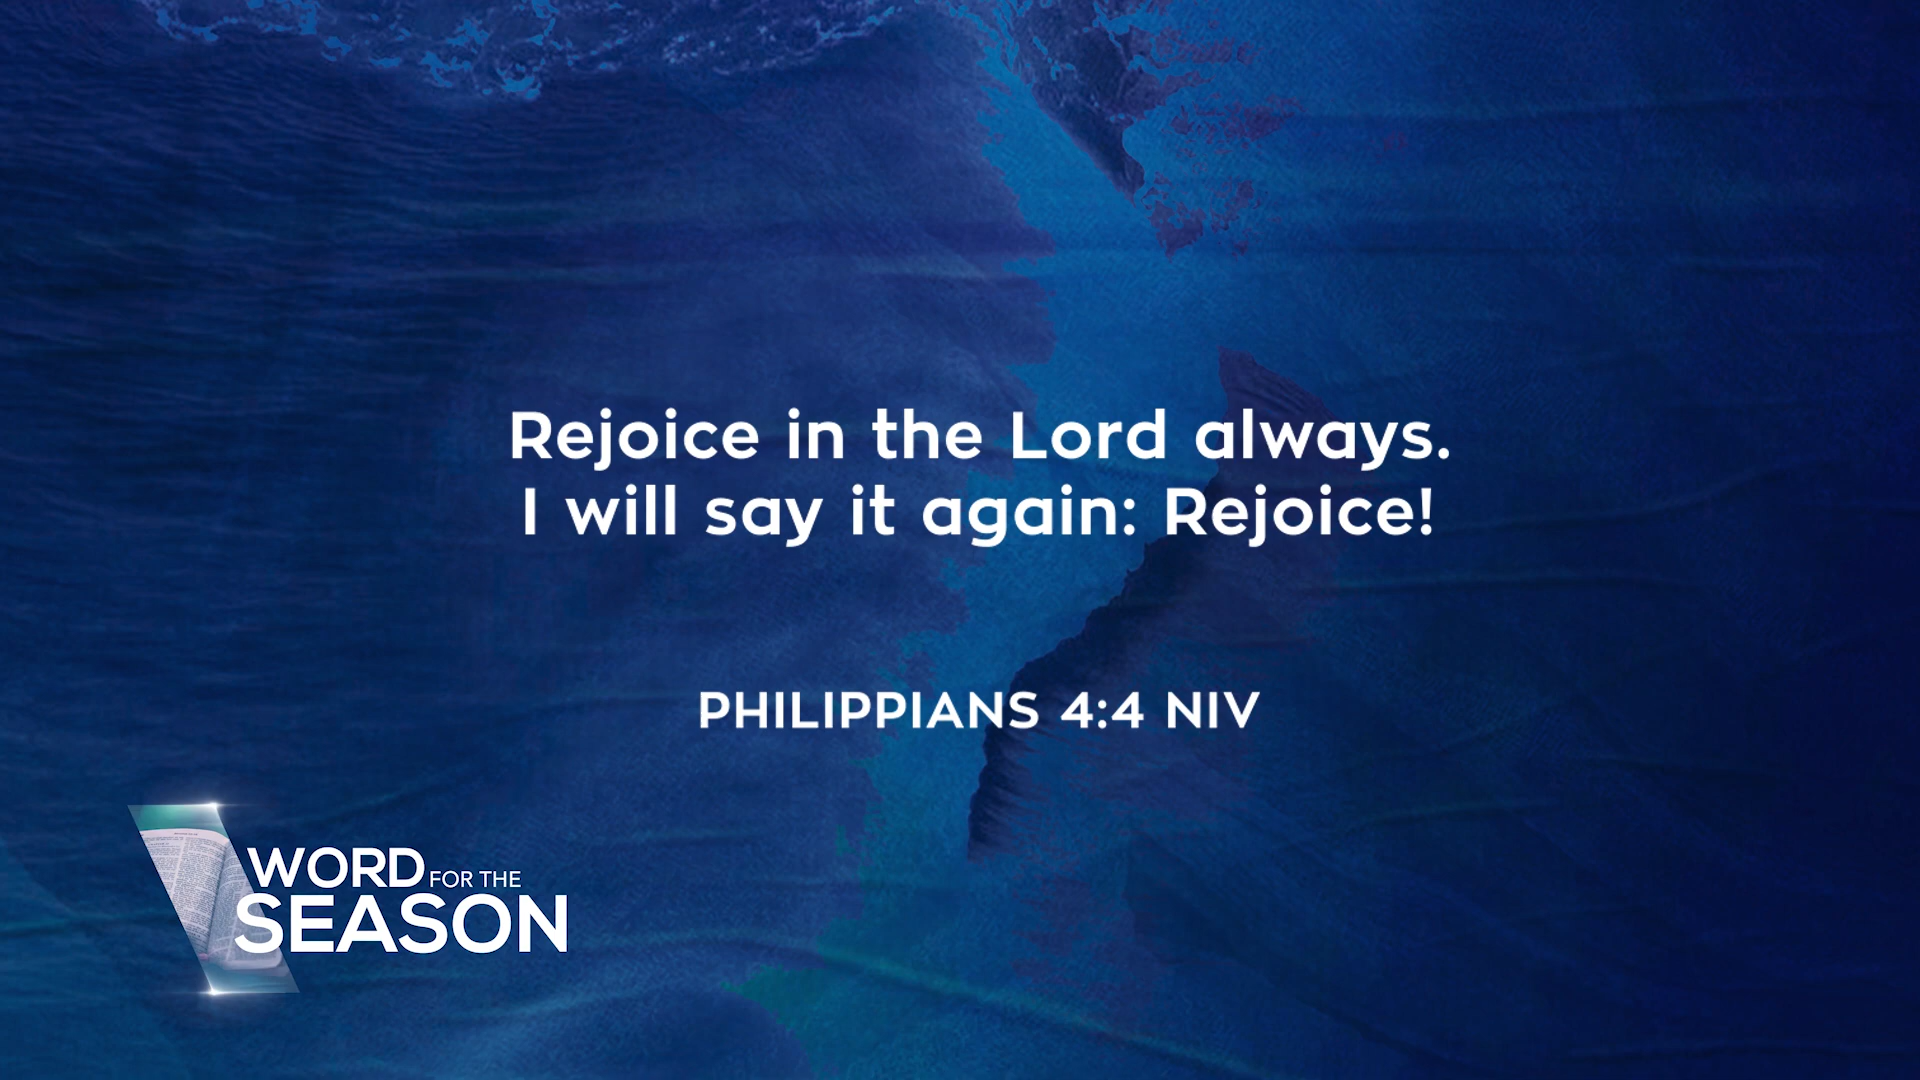 Rejoice in the Lord always.
I will say it again: Rejoice!
PHILIPPIANS 4:4 NIV
WORD FOR THE
SEASON